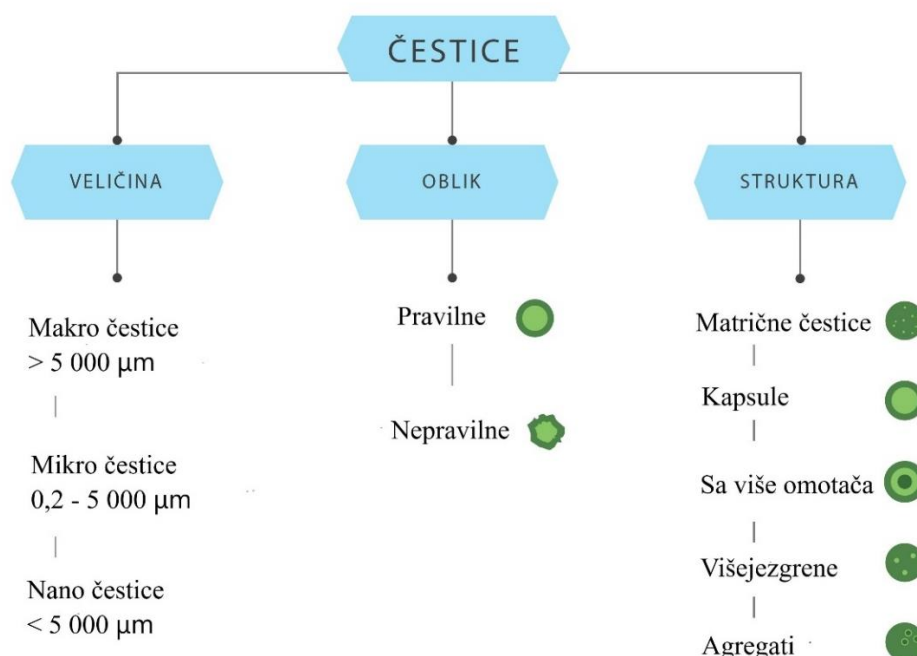 ČESTICE
VELIČINA
OBLIK
STRUKTURA
Makro čestice
> 5 000 μm
Mikro čestice
0,2 - 5 000 μm
Nano čestice
< 5 000 μm
Pravilne
Nepravilne
Matrične čestice
Kapsule
Sa više omotača
Višejezgrene
Agregati